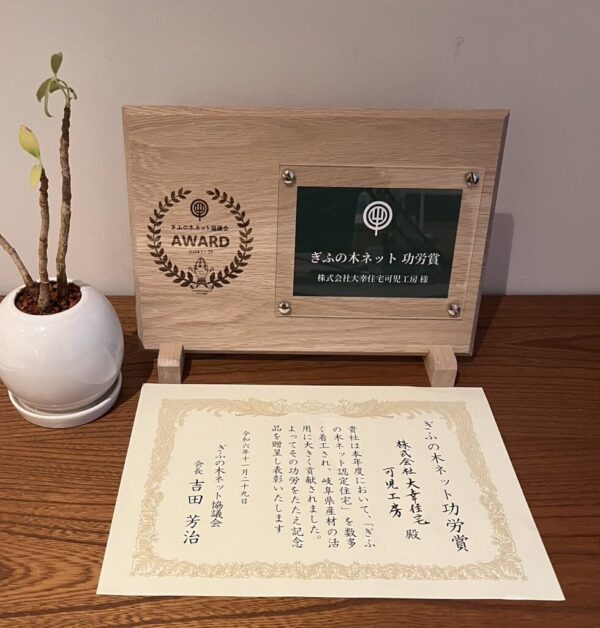 ぎふの木ネット協議会
AWARD
ぎふの木ネット 功労賞
株式会社大幸住宅可児工房 様
ぎふの木ネット功労賞
株式会社大幸住宅
可児工房 殿
貴社は本年度において、「ぎふ
の木ネット認定住宅」を数多
く着工され、岐阜県産材の活
用に大きく貢献されました。
よってその功労をたたえ記念
品を贈呈し表彰いたします
令和六年十一月二十九日
ぎふの木ネット協議会
会長 吉田 芳治